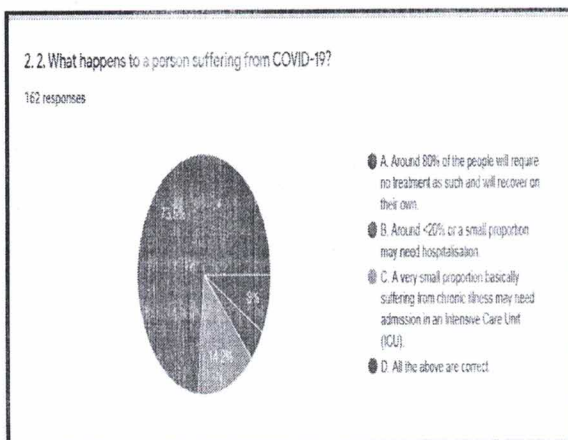 2. 2. What happens to a person suffering from COVID-19?
162 responses
9%
A. Around 80% of the people will require
no treatment as such and will recover on
their own.
B. Around <20% or a small proportion
may need hospitalisation
C. A very small proportion basically
suffering from chronic illness may need
admission in an Intensive Care Unit
(ICU).
D. All the above are correct